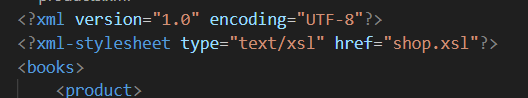 <?xml version="1.0" encoding="UTF-8"?>
<?xml-stylesheet type="text/xsl" href="shop.xsl"?>
<books>
<product>